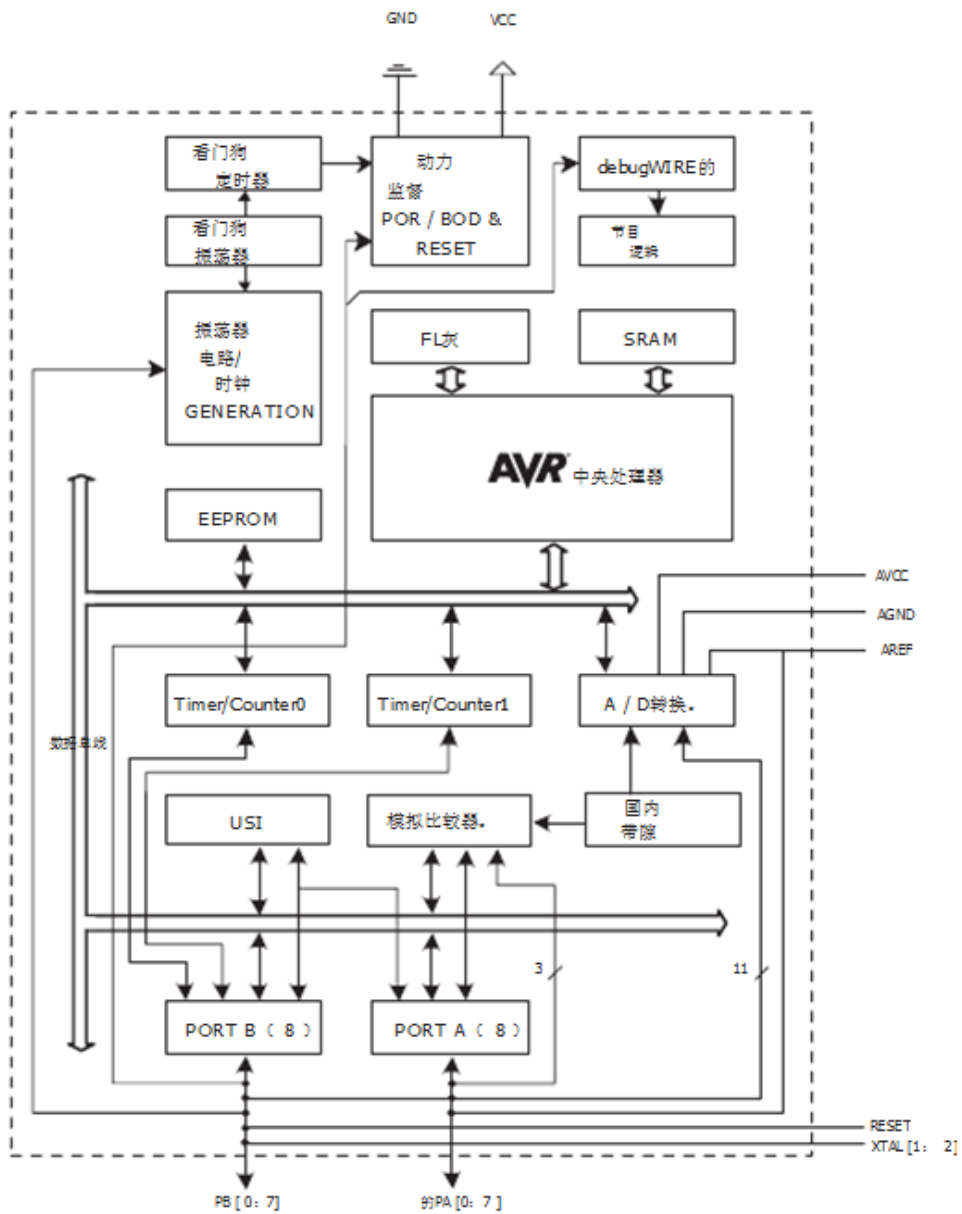 GND
VCC
看门狗
定时器
动力
监督
POR / BOD &
RESET
debugWIRE的
看门狗
振荡器
节目
逻辑
振荡器
电路/
时钟
GENERATION
FL灰
SRAM
AVR 中央处理器
EEPROM
AVCC
AGND
AREF
Timer/Counter0
Timer/Counter1
A / D转换。
数据总线
USI
模拟比较器。
国内
带隙
3
11
PORT B（ 8 ）
PORT A（ 8）
RESET
XTAL[1： 2]
PB[ 0：7]
的PA[0：7 ]